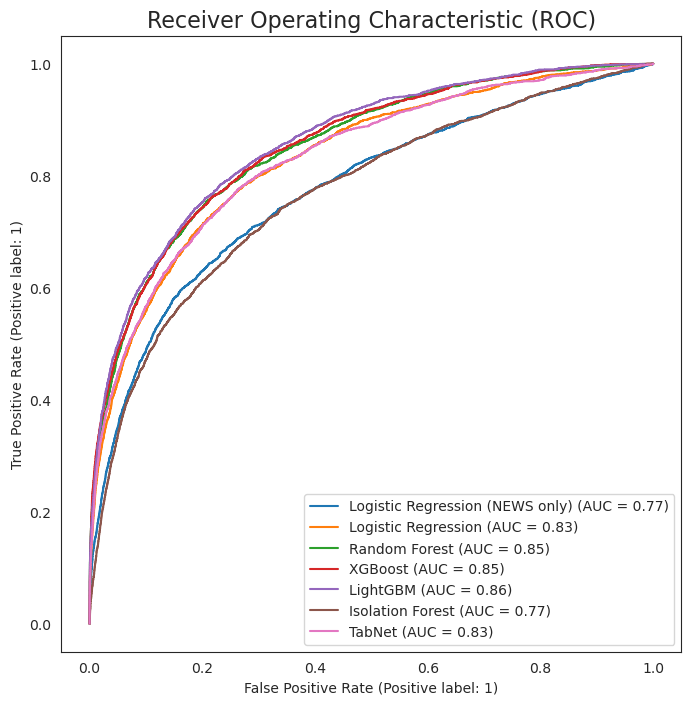 Receiver Operating Characteristic (ROC)
1.0
0.8
0.6
0.4
0.2
0.0
True Positive Rate (Positive label: 1)
Logistic Regression (NEWS only) (AUC = 0.77)
Logistic Regression (AUC = 0.83)
Random Forest (AUC = 0.85)
XGBoost (AUC = 0.85)
LightGBM (AUC = 0.86)
Isolation Forest (AUC = 0.77)
TabNet (AUC = 0.83)
0.0 0.2 0.4 0.6 0.8 1.0
False Positive Rate (Positive label: 1)